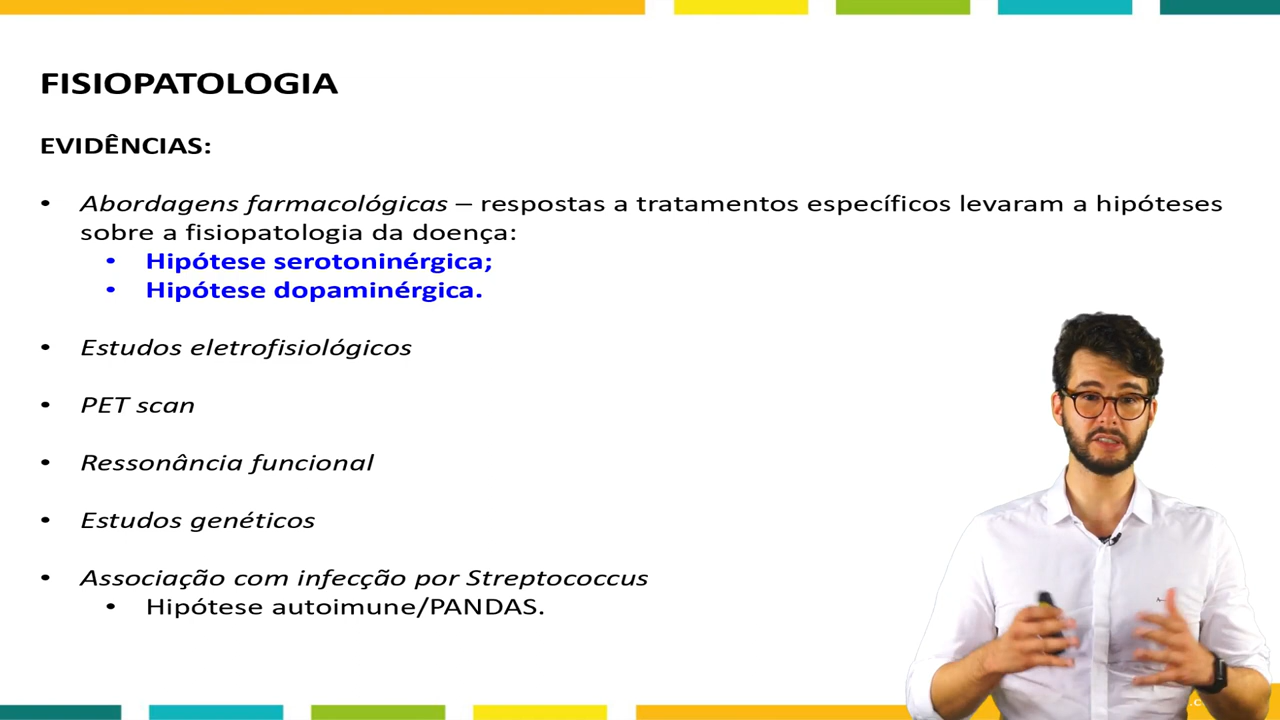 FISIOPATOLOGIA
EVIDÊNCIAS:
• Abordagens farmacológicas – respostas a tratamentos específicos levaram a hipóteses
sobre a fisiopatologia da doença:
• Hipótese serotoninérgica;
• Hipótese dopaminérgica.
• Estudos eletrofisiológicos
• PET scan
• Ressonância funcional
• Estudos genéticos
• Associação com infecção por Streptococcus
• Hipótese autoimune/PANDAS.